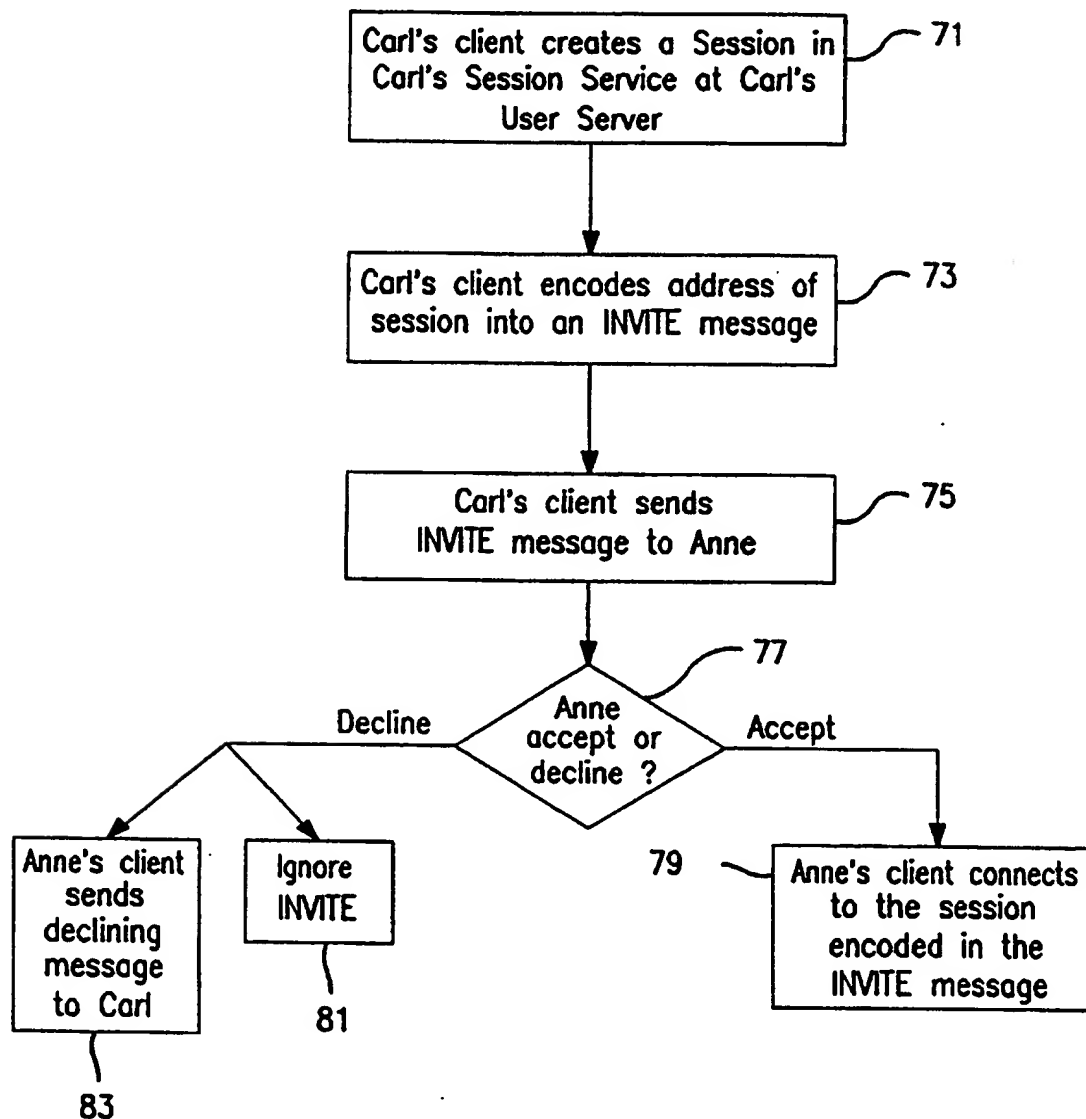 Carl's client creates a Session in
Carl's Session Service at Carl's
User Server
71
Carl's client encodes address of
session into an INVITE message
73
Carl's client sends
INVITE message to Anne
75
77
Decline
Anne
accept or
decline ?
Accept
Anne's client
sends
declining
message
to Carl
83
Ignore
INVITE
81
79
Anne's client connects
to the session
encoded in the
INVITE message